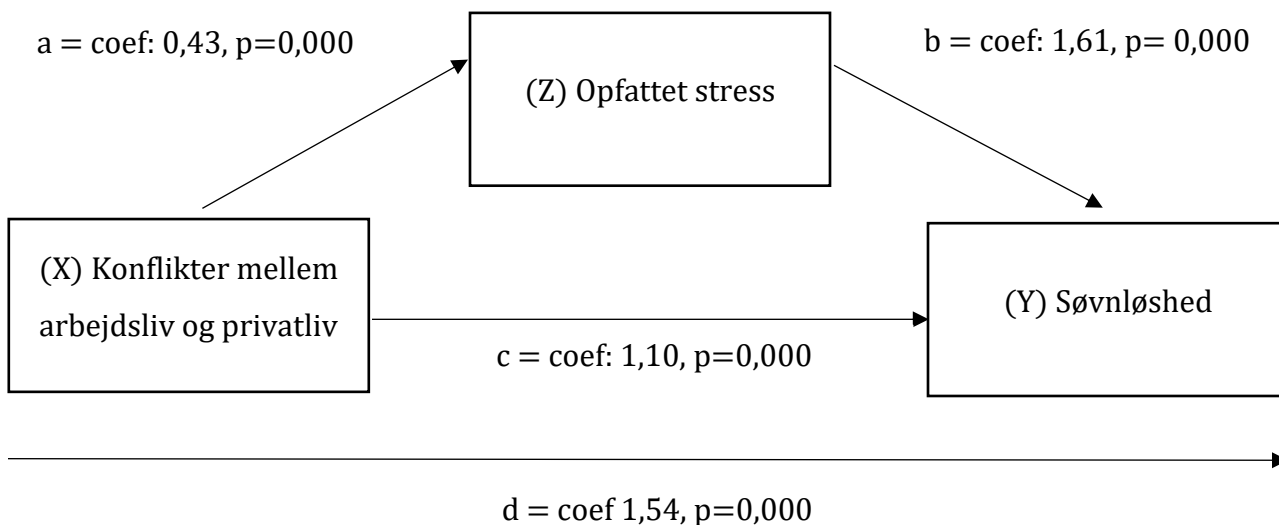 a = coef: 0,43, p=0,000
b = coef: 1,61, p= 0,000
(Z) Opfattet stress
(X) Konflikter mellem
arbejdsliv og privatliv
(Y) Søvnløshed
c = coef: 1,10, p=0,000
d = coef 1,54, p=0,000